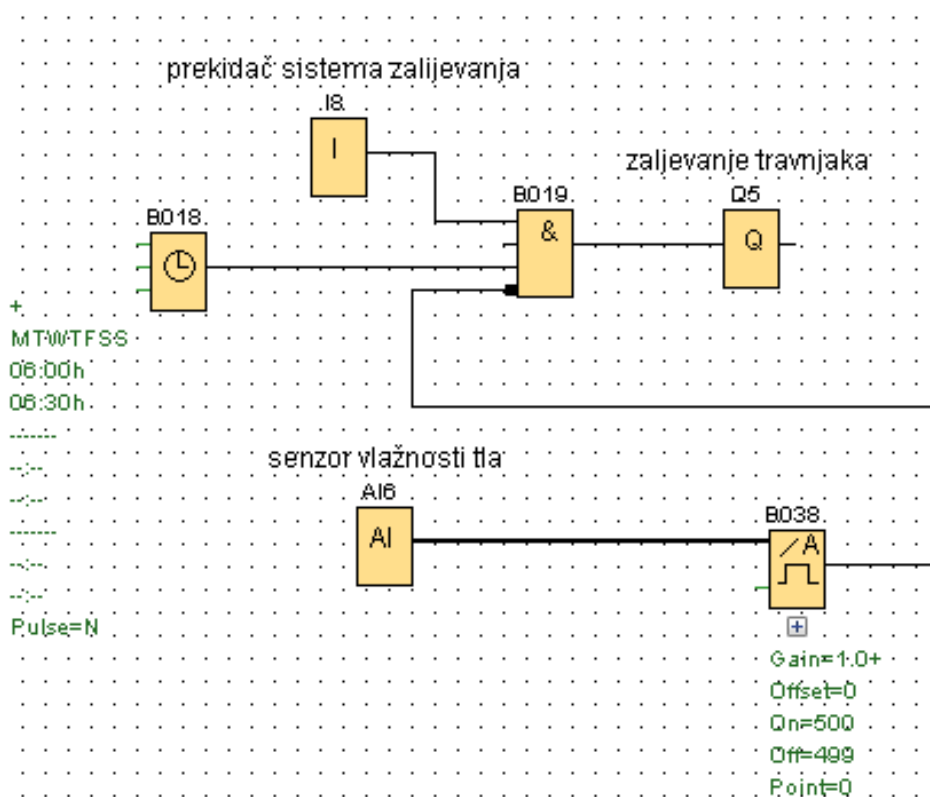 prekidač sistema zalijevanja
I8
I
zaljevanje travnjaka
B018
B019
&
Q5
Q
+
MTWTFSS
06:00h
06:30h
-------
--:--
--:--
-------
--:--
--:--
Pulse=N
senzor vlažnosti tla
AI6
AI
B038
/A
+
Gain=1.0+
Offset=0
On=500
Off=499
Point=0